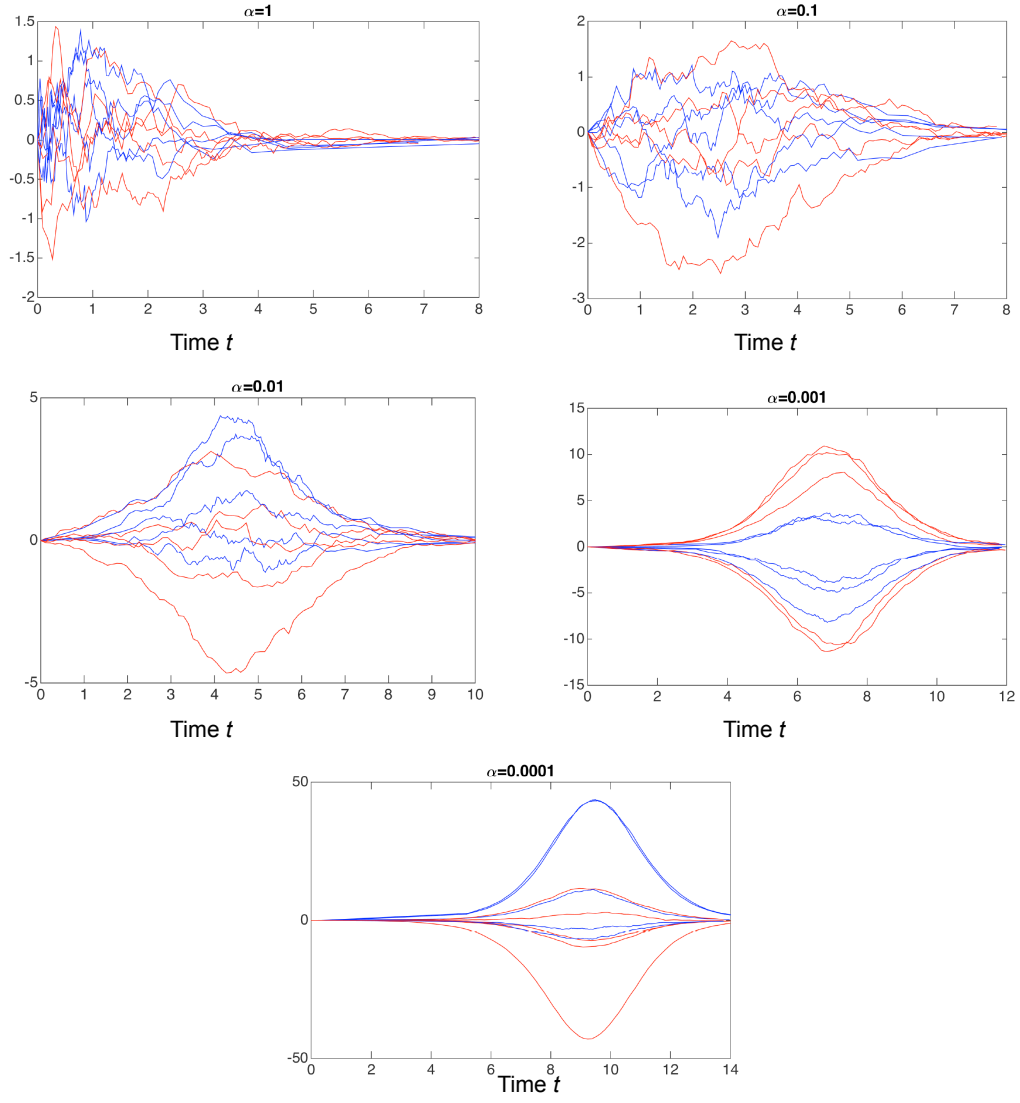 α=1
1.5
1
0.5
0
-0.5
-1
-1.5
-2
0 1 2 3 4 5 6 7 8
Time t
α=0.1
2
1
0
-1
-2
-3
0 1 2 3 4 5 6 7 8
Time t
α=0.01
5
0
-5
0 1 2 3 4 5 6 7 8 9 10
Time t
α=0.001
15
10
5
0
-5
-10
-15
0 2 4 6 8 10 12
Time t
α=0.0001
50
0
-50
0 2 4 6 8 10 12 14
Time t